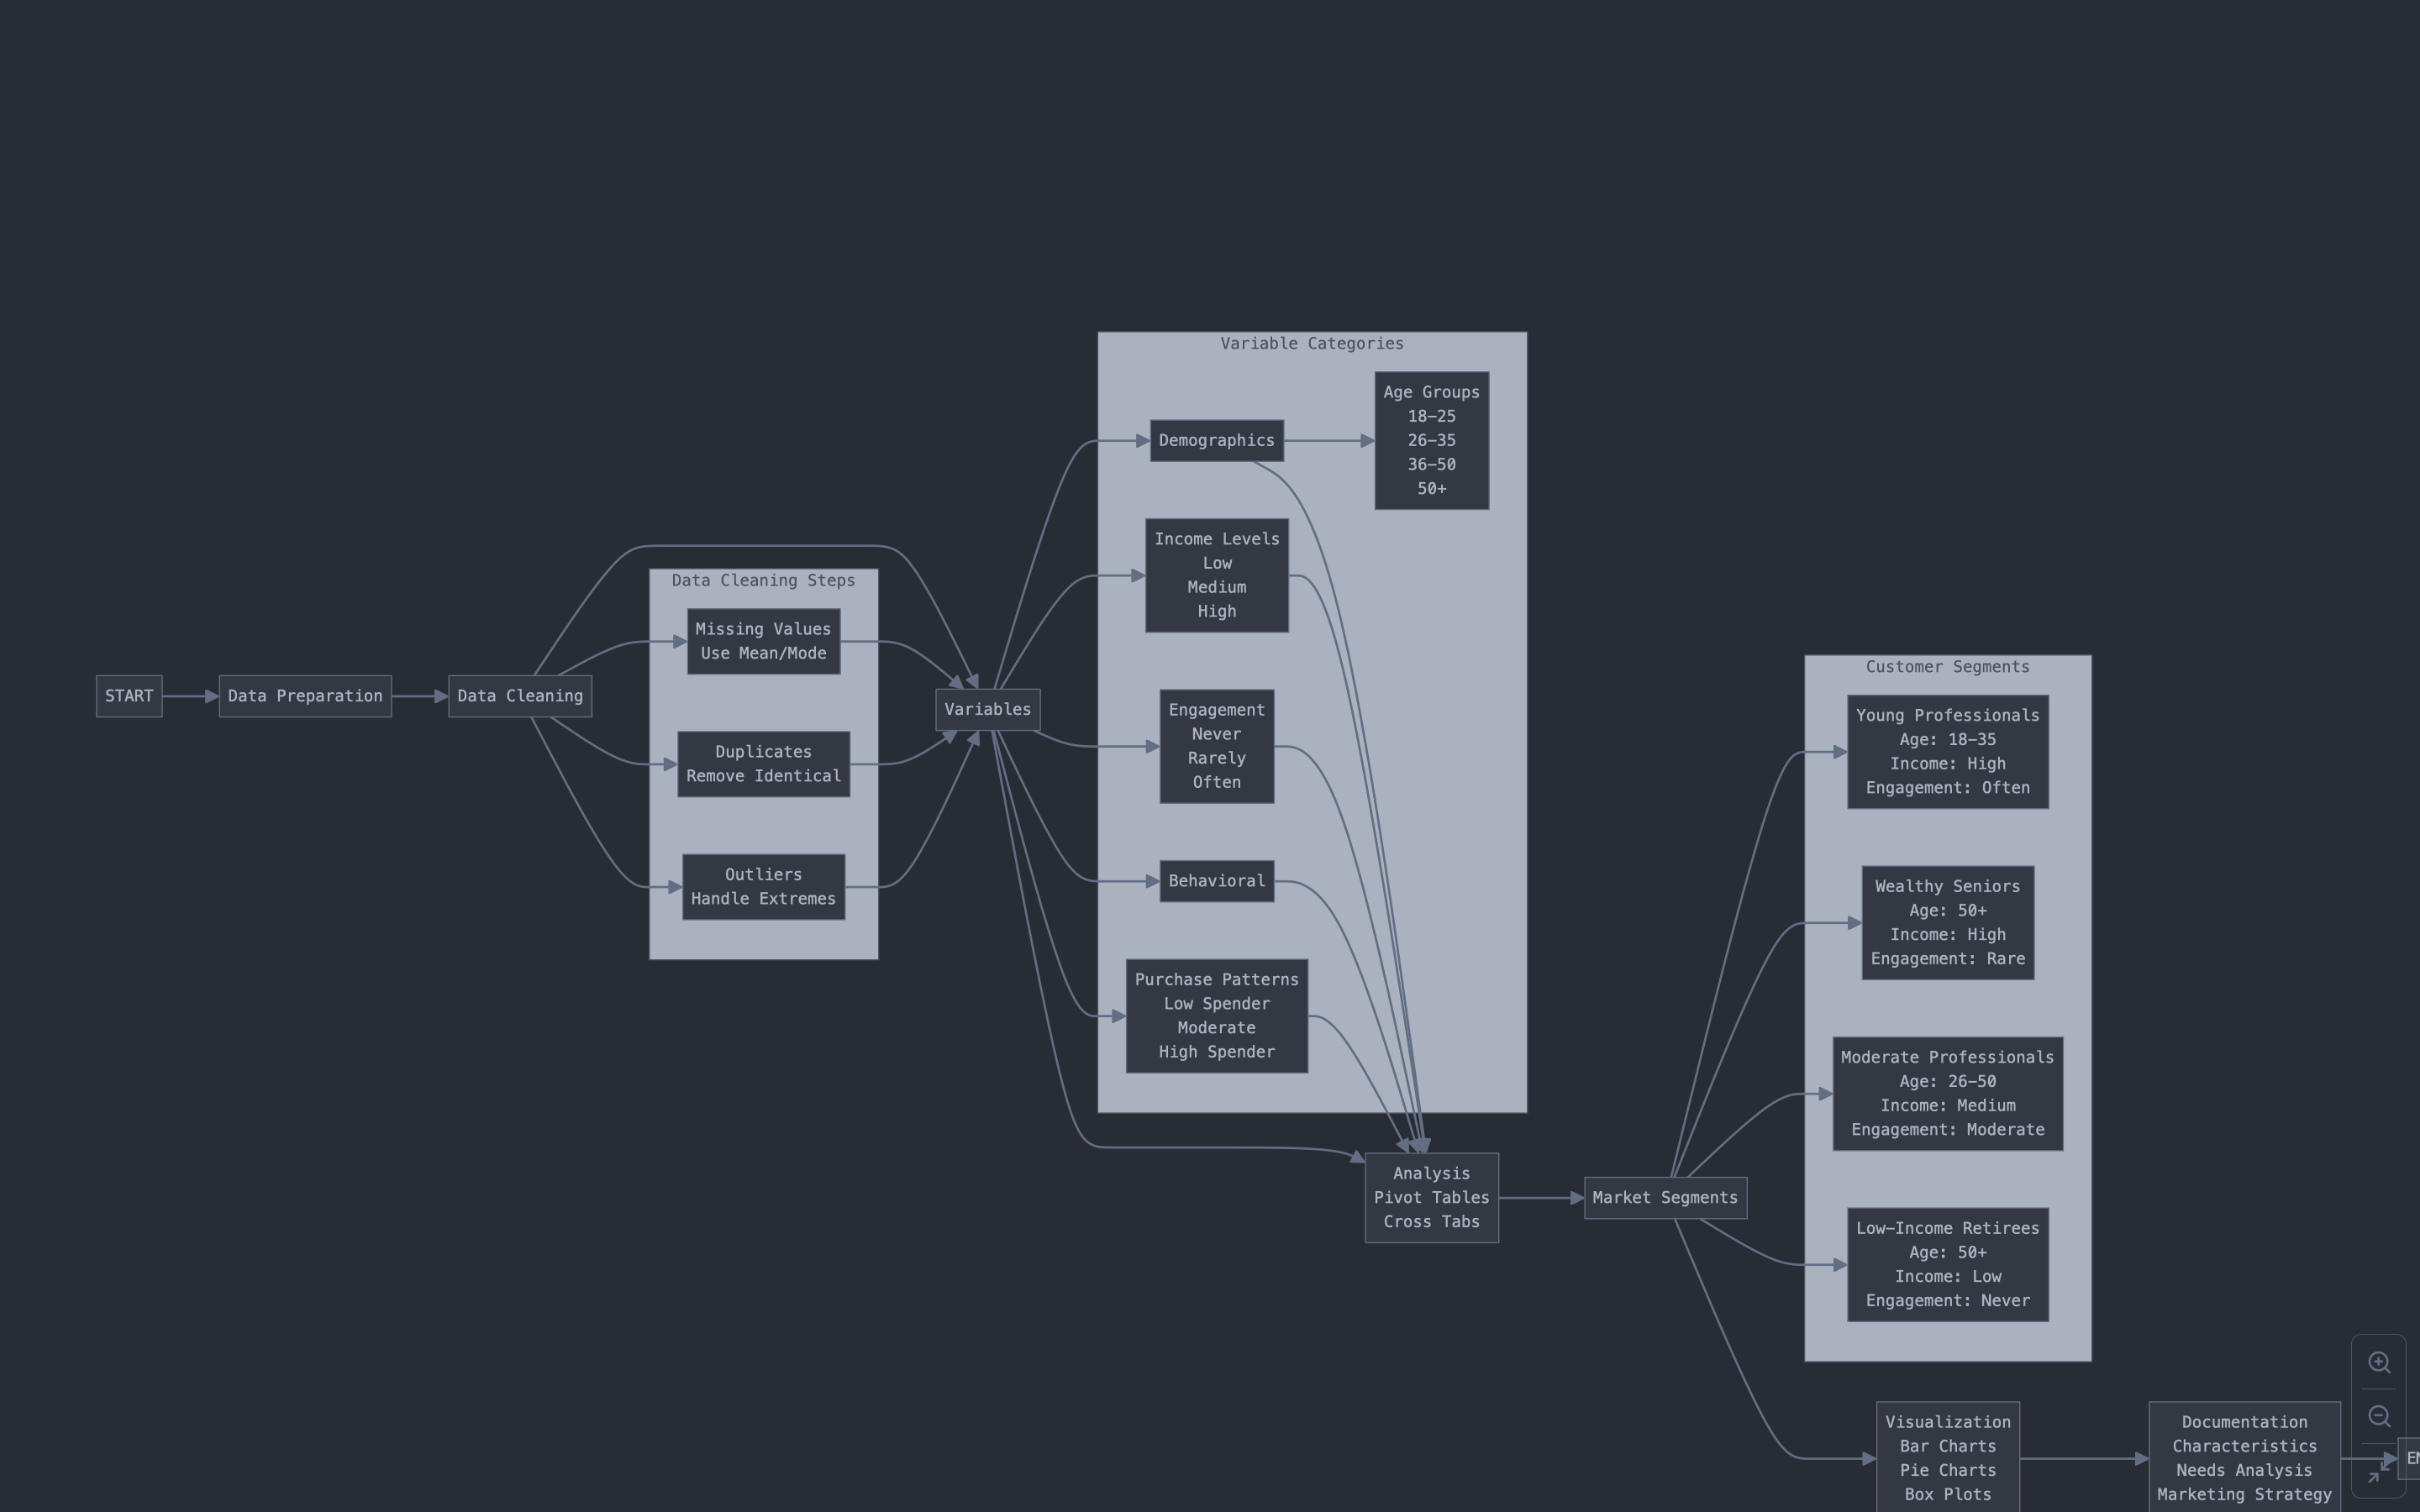 START
Data Preparation
Data Cleaning
Data Cleaning Steps
Missing Values
Use Mean/Mode
Duplicates
Remove Identical
Outliers
Handle Extremes
Variables
Variable Categories
Demographics
Age Groups
18-25
26-35
36-50
50+
Income Levels
Low
Medium
High
Engagement
Never
Rarely
Often
Behavioral
Purchase Patterns
Low Spender
Moderate
High Spender
Analysis
Pivot Tables
Cross Tabs
Market Segments
Customer Segments
Young Professionals
Age: 18-35
Income: High
Engagement: Often
Wealthy Seniors
Age: 50+
Income: High
Engagement: Rare
Moderate Professionals
Age: 26-50
Income: Medium
Engagement: Moderate
Low-Income Retirees
Age: 50+
Income: Low
Engagement: Never
Visualization
Bar Charts
Pie Charts
Box Plots
Documentation
Characteristics
Needs Analysis
Marketing Strategy